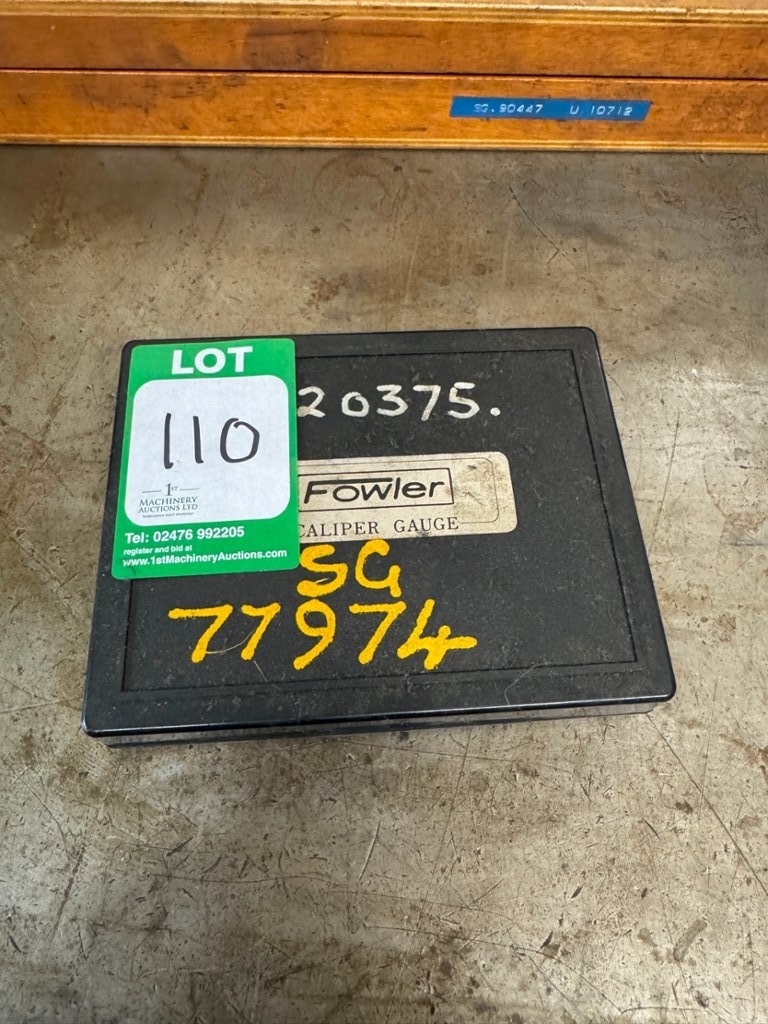 SG.90447 U 10712
LOT
110
1ST
MACHINERY
AUCTIONS LTD
Tel: 02476 992205
register and bid at
www.1stMachineryAuctions.com
20375.
Fowler
CALIPER GAUGE
SG
77974